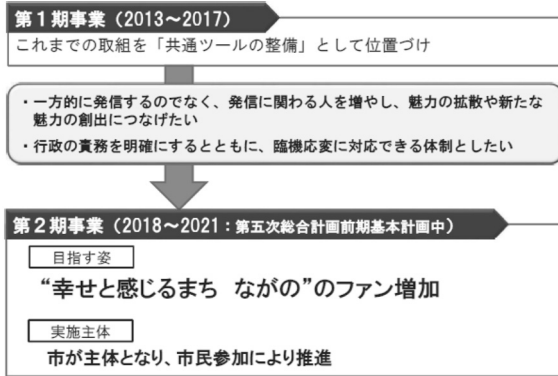 第１期事業（2013～2017）
これまでの取組を「共通ツールの整備」として位置づけ
・一方的に発信するのでなく、発信に関わる人を増やし、魅力の拡散や新たな
魅力の創出につなげたい
・行政の責務を明確にするとともに、臨機応変に対応できる体制としたい
第２期事業（2018～2021：第五次総合計画前期基本計画中）
目指す姿
“幸せと感じるまち　ながの”のファン増加
実施主体
市が主体となり、市民参加により推進